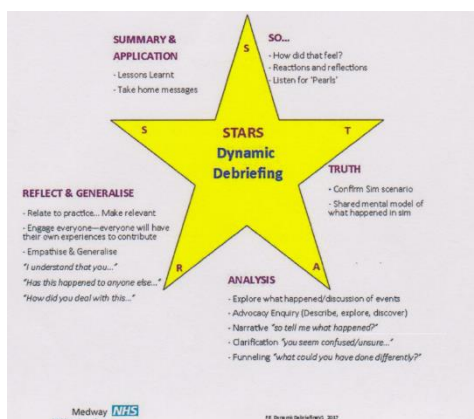 SUMMARY &
APPLICATION
- Lessons Learnt
- Take home messages
S
SO...
- How did that feel?
- Reactions and reflections
- Listen for 'Pearls'
S
T
STARS
Dynamic
Debriefing
TRUTH
- Confirm Sim scenario
- Shared mental model of
what happened in sim
REFLECT & GENERALISE
- Relate to practice... Make relevant
- Engage everyone—everyone will have
their own experiences to contribute
- Empathise & Generalise
"I understand that you..."
"Has this happened to anyone else..."
"How did you deal with this..."
R
A
ANALYSIS
- Explore what happened/discussion of events
- Advocacy Enquiry (Describe, explore, discover)
- Narrative "so tell me what happened?"
- Clarification "you seem confused/unsure..."
- Funneling "what could you have done differently?"
Medway NHS
2017